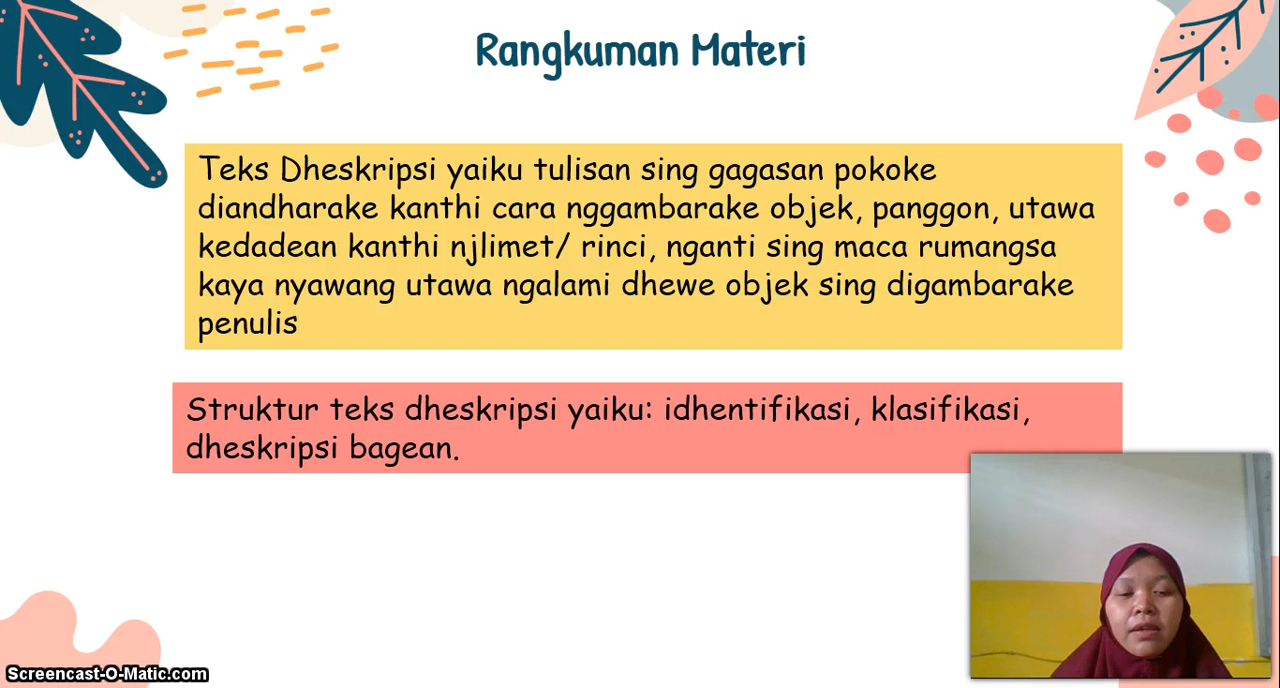 Rangkuman Materi
Teks Dheskripsi yaiku tulisan sing gagasan pokoke
diandharake kanthi cara nggambarake objek, panggon, utawa
kedadean kanthi njlimet/ rinci, nganti sing maca rumangsa
kaya nyawang utawa ngalami dhewe objek sing digambarake
penulis
Struktur teks dheskripsi yaiku: idhentifikasi, klasifikasi,
dheskripsi bagean.
Screencast-O-Matic.com